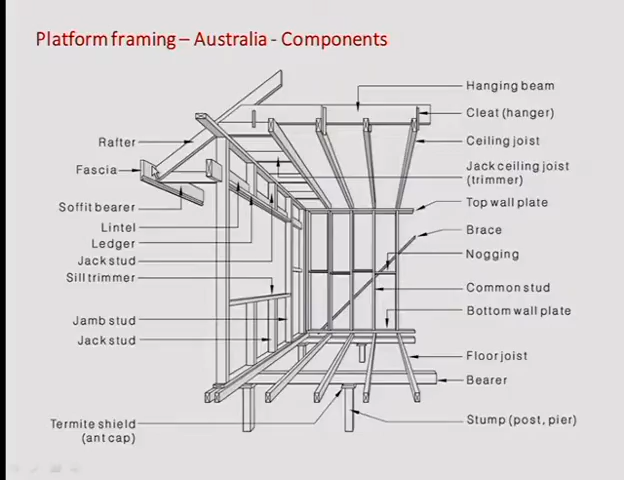 Platform framing – Australia - Components
Hanging beam
Cleat (hanger)
Rafter
Ceiling joist
Fascia
Jack ceiling joist
(trimmer)
Soffit bearer
Top wall plate
Lintel
Brace
Ledger
Nogging
Jack stud
Sill trimmer
Common stud
Bottom wall plate
Jamb stud
Jack stud
Floor joist
Bearer
Termite shield
(ant cap)
Stump (post, pier)